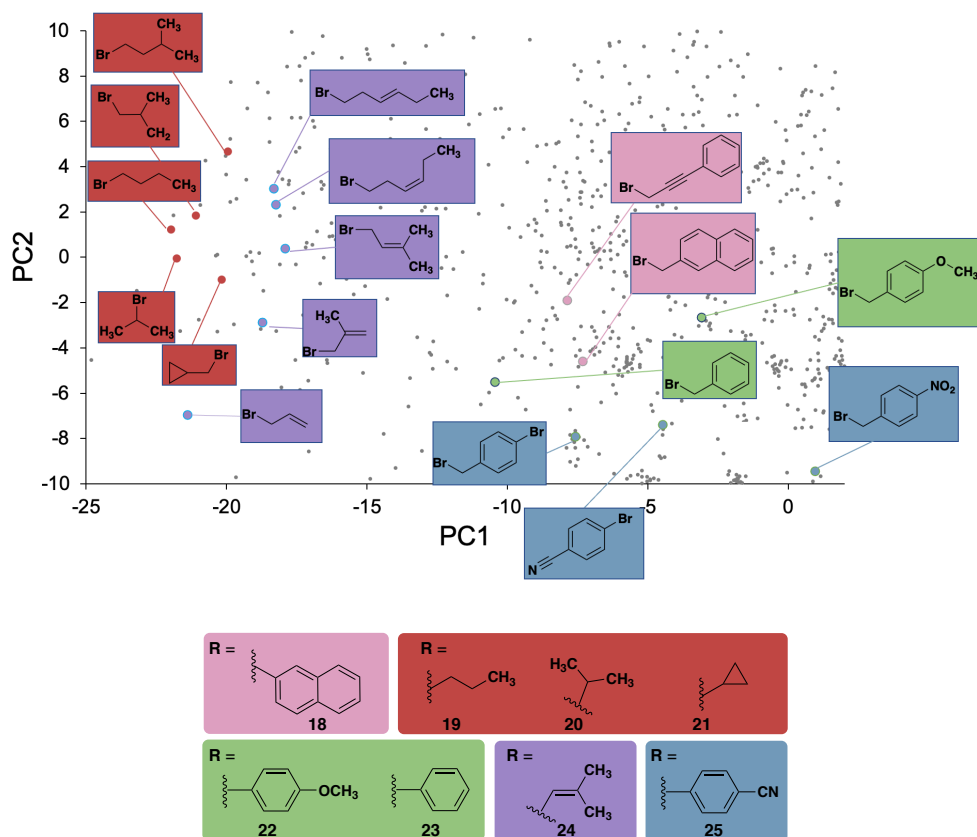 10
8
6
4
2
0
-2
-4
-6
-8
-10
-25
-20
-15
-10
-5
0
PC2
PC1
CH3
Br
CH3
Br
CH3
CH2
Br
CH3
Br
H3C
CH3
Br
Br
CH3
CH3
Br
CH3
Br
CH3
CH3
Br
Br
Br
Br
O
CH3
Br
Br
NO2
Br
Br
Br
Br
N
R =
18
R =
CH3
19
H3C
CH3
20
21
R =
OCH3
22
23
R =
CH3
CH3
24
R =
CN
25